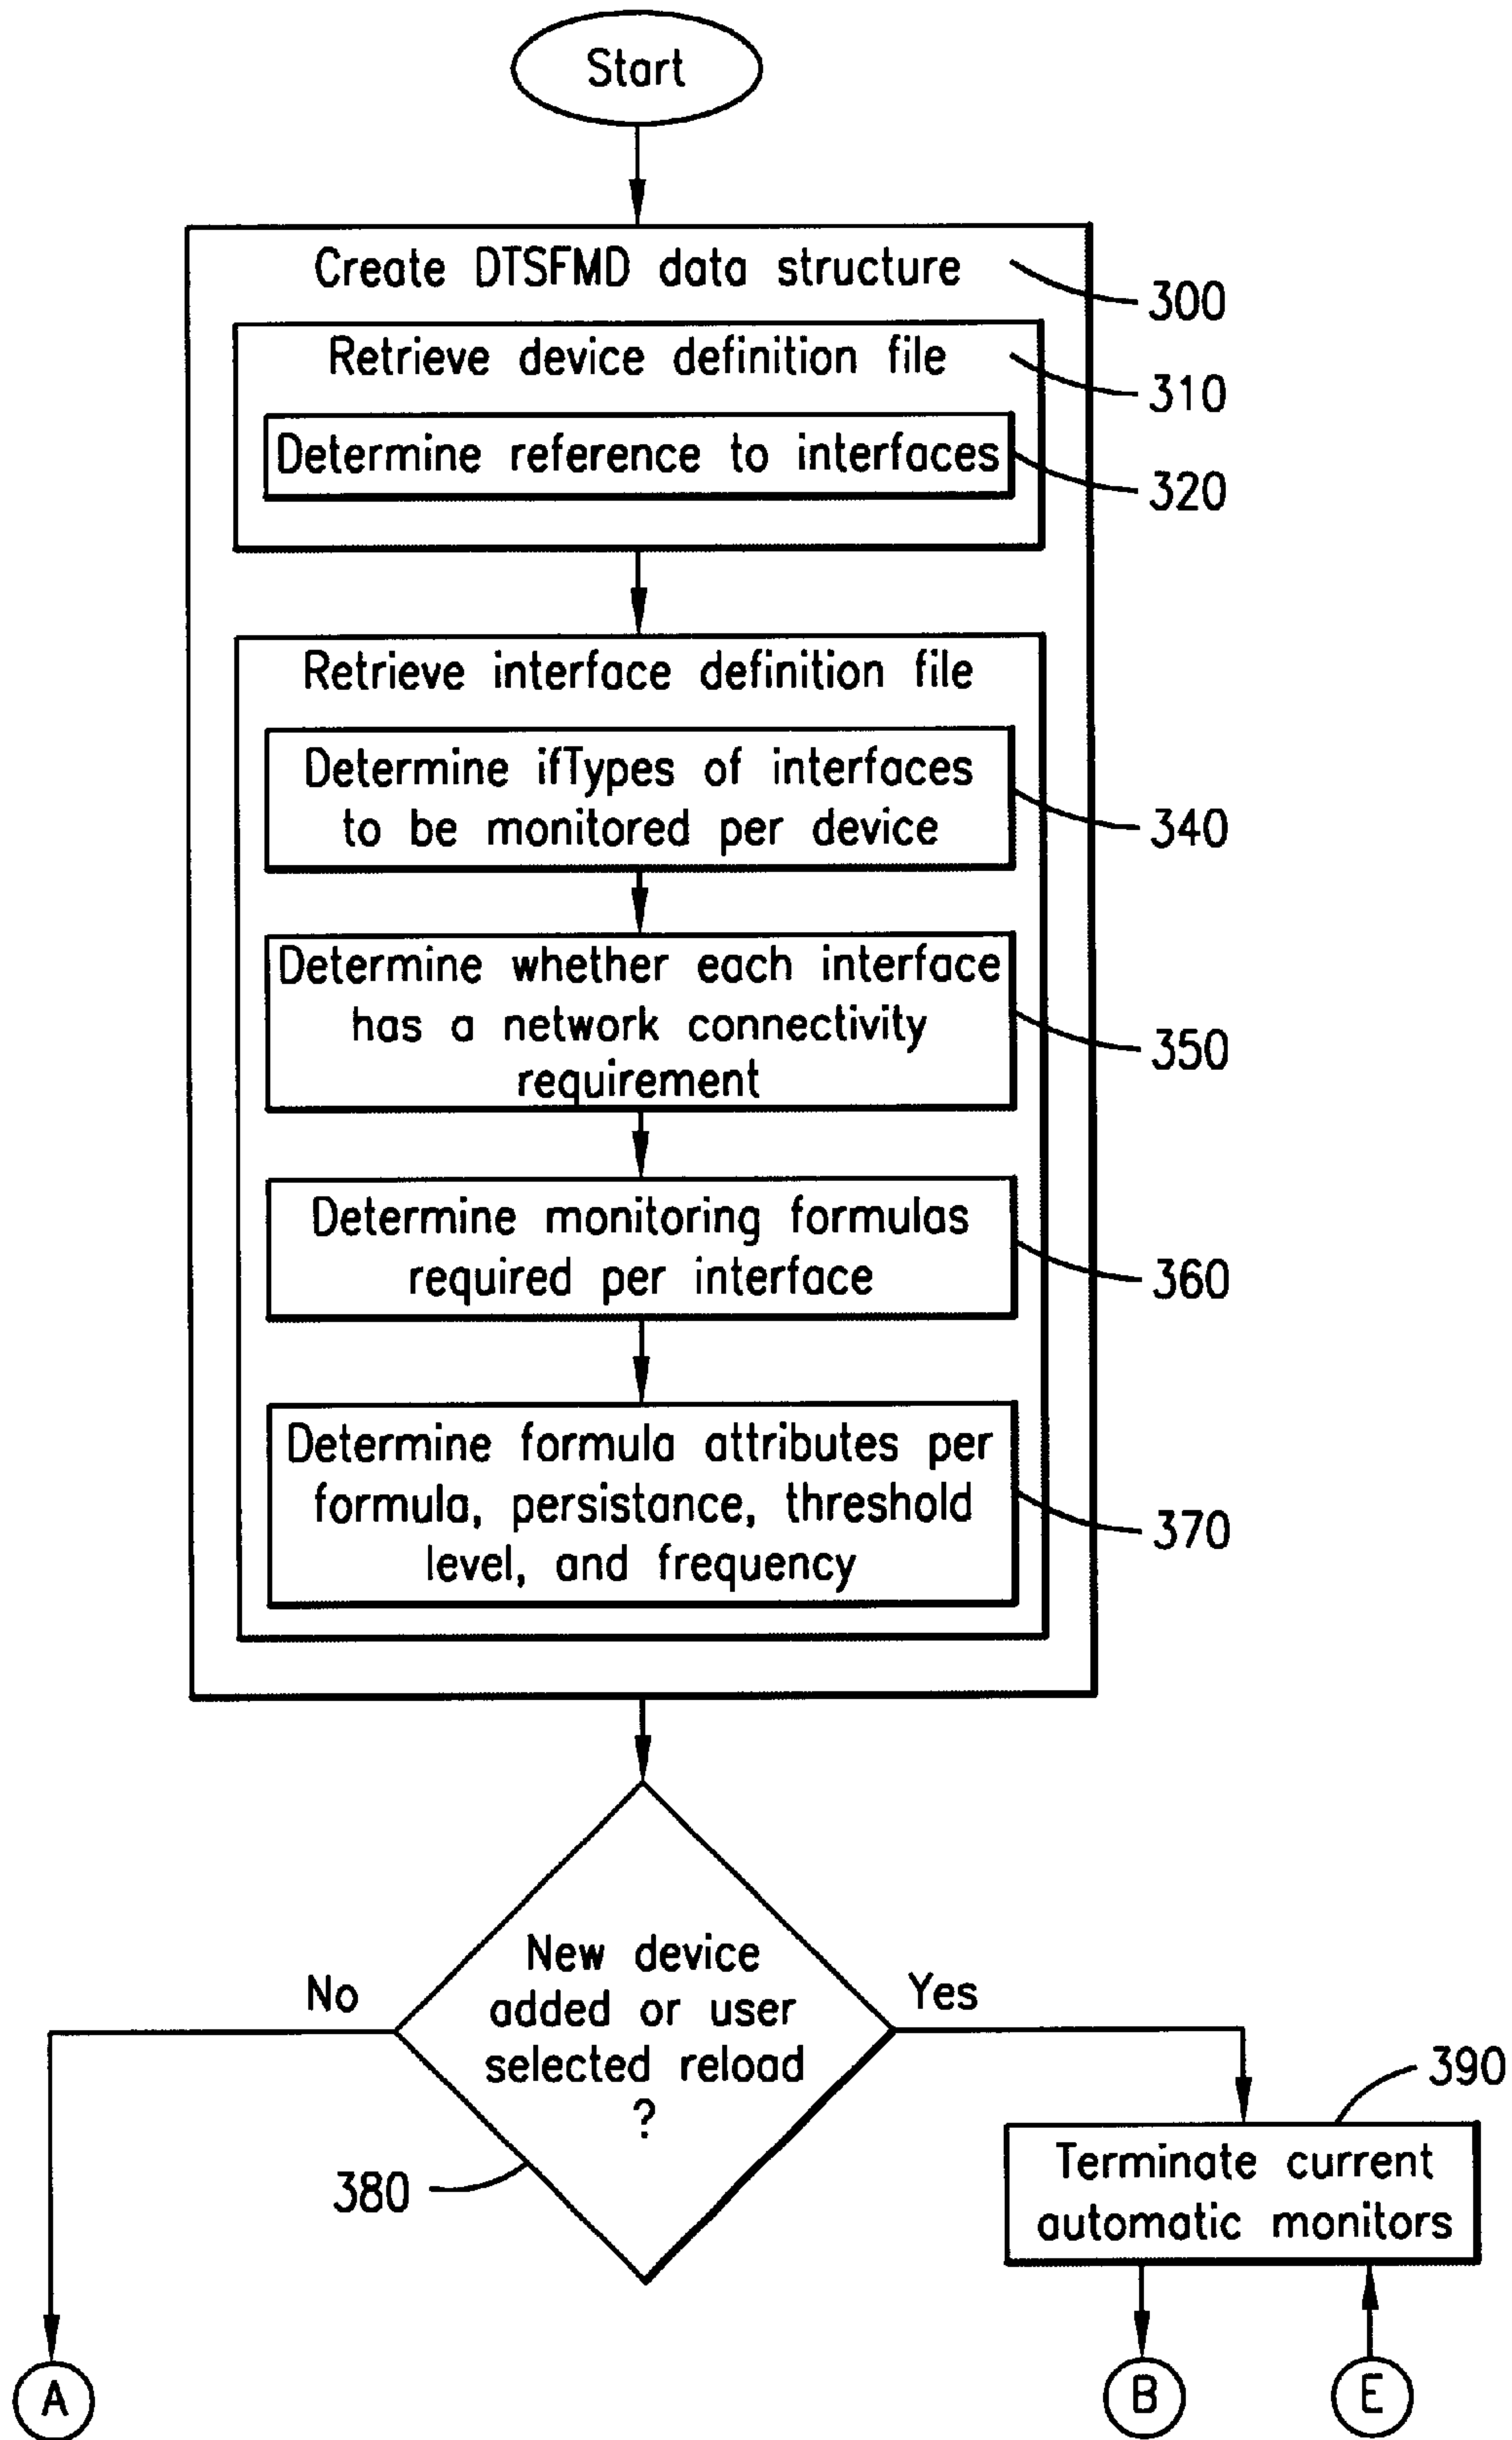 Start
Create DTSFMD data structure
300
Retrieve device definition file
310
Determine reference to interfaces
320
Retrieve interface definition file
Determine ifTypes of interfaces
to be monitored per device
340
Determine whether each interface
has a network connectivity
requirement
350
Determine monitoring formulas
required per interface
360
Determine formula attributes per
formula, persistance, threshold
level, and frequency
370
New device
added or user
selected reload
?
No
Yes
380
390
Terminate current
automatic monitors
A
B
E